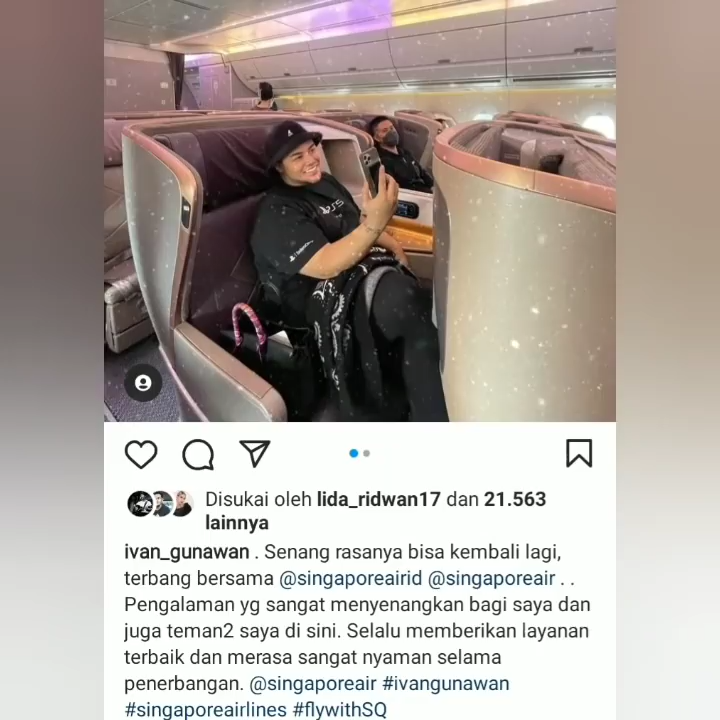 Disukai oleh lida_ridwan17 dan 21.563
lainnya
ivan_gunawan . Senang rasanya bisa kembali lagi,
terbang bersama @singaporeairid @singaporeair . .
Pengalaman yg sangat menyenangkan bagi saya dan
juga teman2 saya di sini. Selalu memberikan layanan
terbaik dan merasa sangat nyaman selama
penerbangan. @singaporeair #ivangunawan
#singaporeairlines #flywithSQ